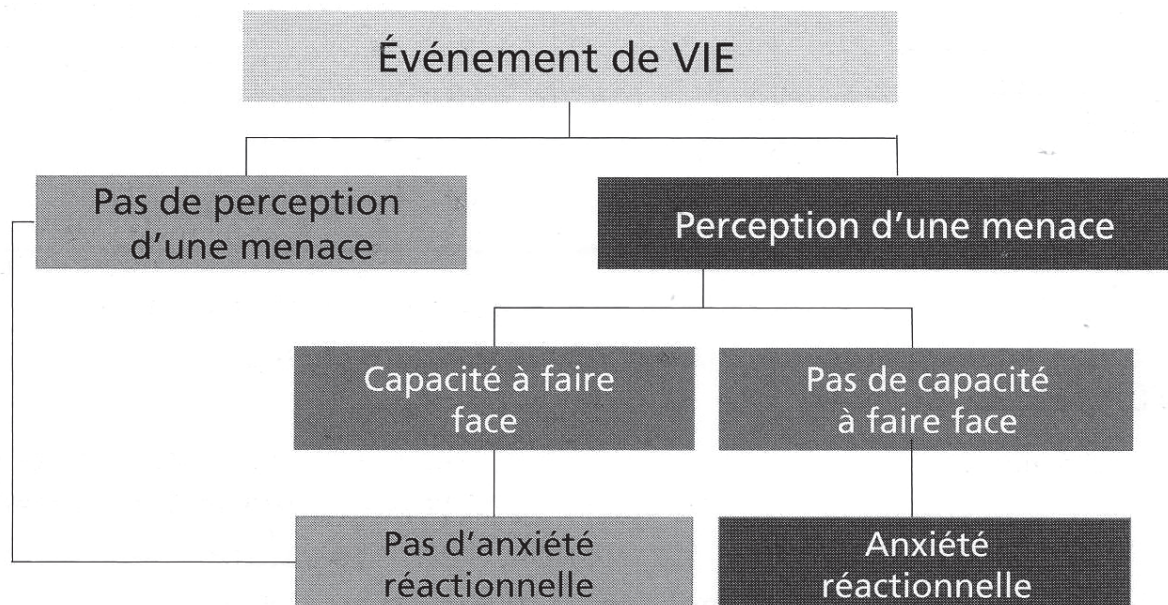 Événement de VIE
Pas de perception
d'une menace
Perception d'une menace
Capacité à faire
face
Pas de capacité
à faire face
Pas d'anxiété
réactionnelle
Anxiété
réactionnelle